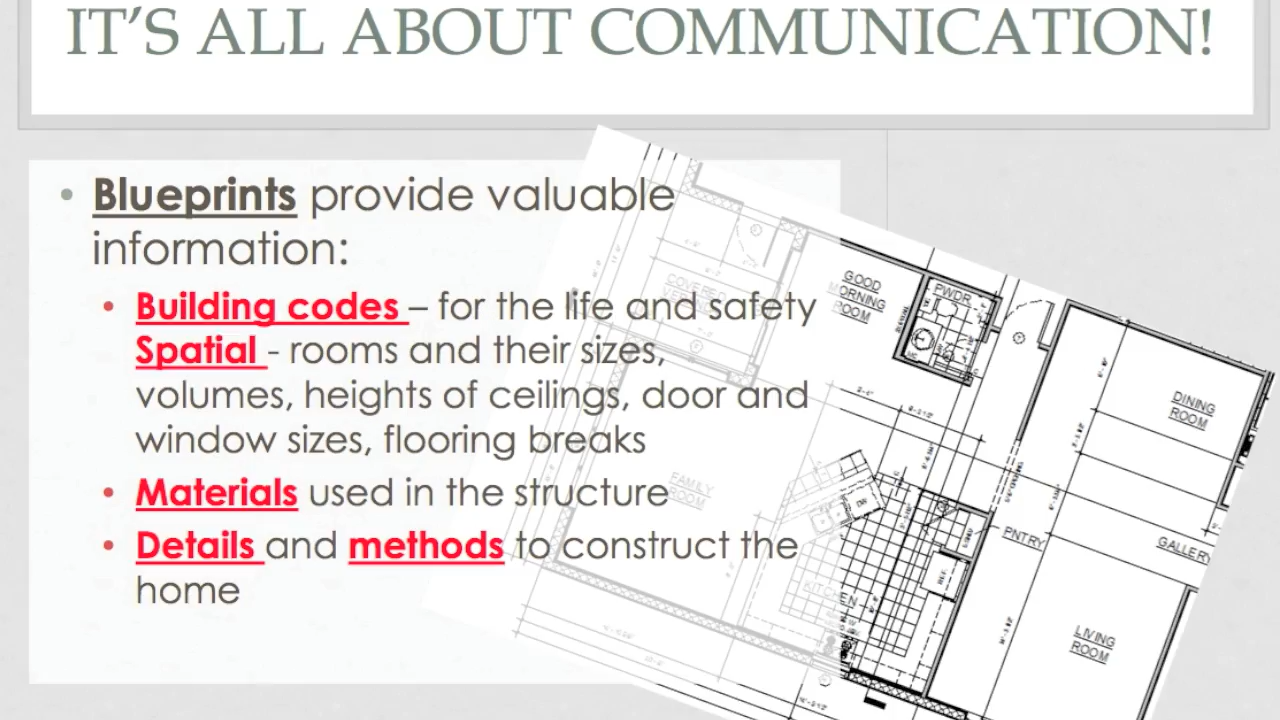 IT'S ALL ABOUT COMMUNICATION!
• Blueprints provide valuable
information:
• Building codes – for the life and safety
Spatial - rooms and their sizes,
volumes, heights of ceilings, door and
window sizes, flooring breaks
• Materials used in the structure
• Details and methods to construct the
home
GOOD
MORNING
ROOM
PWDR
DINING
ROOM
FAMILY
ROOM
PNTRY
GALLERY
KITCHEN
LIVING
ROOM